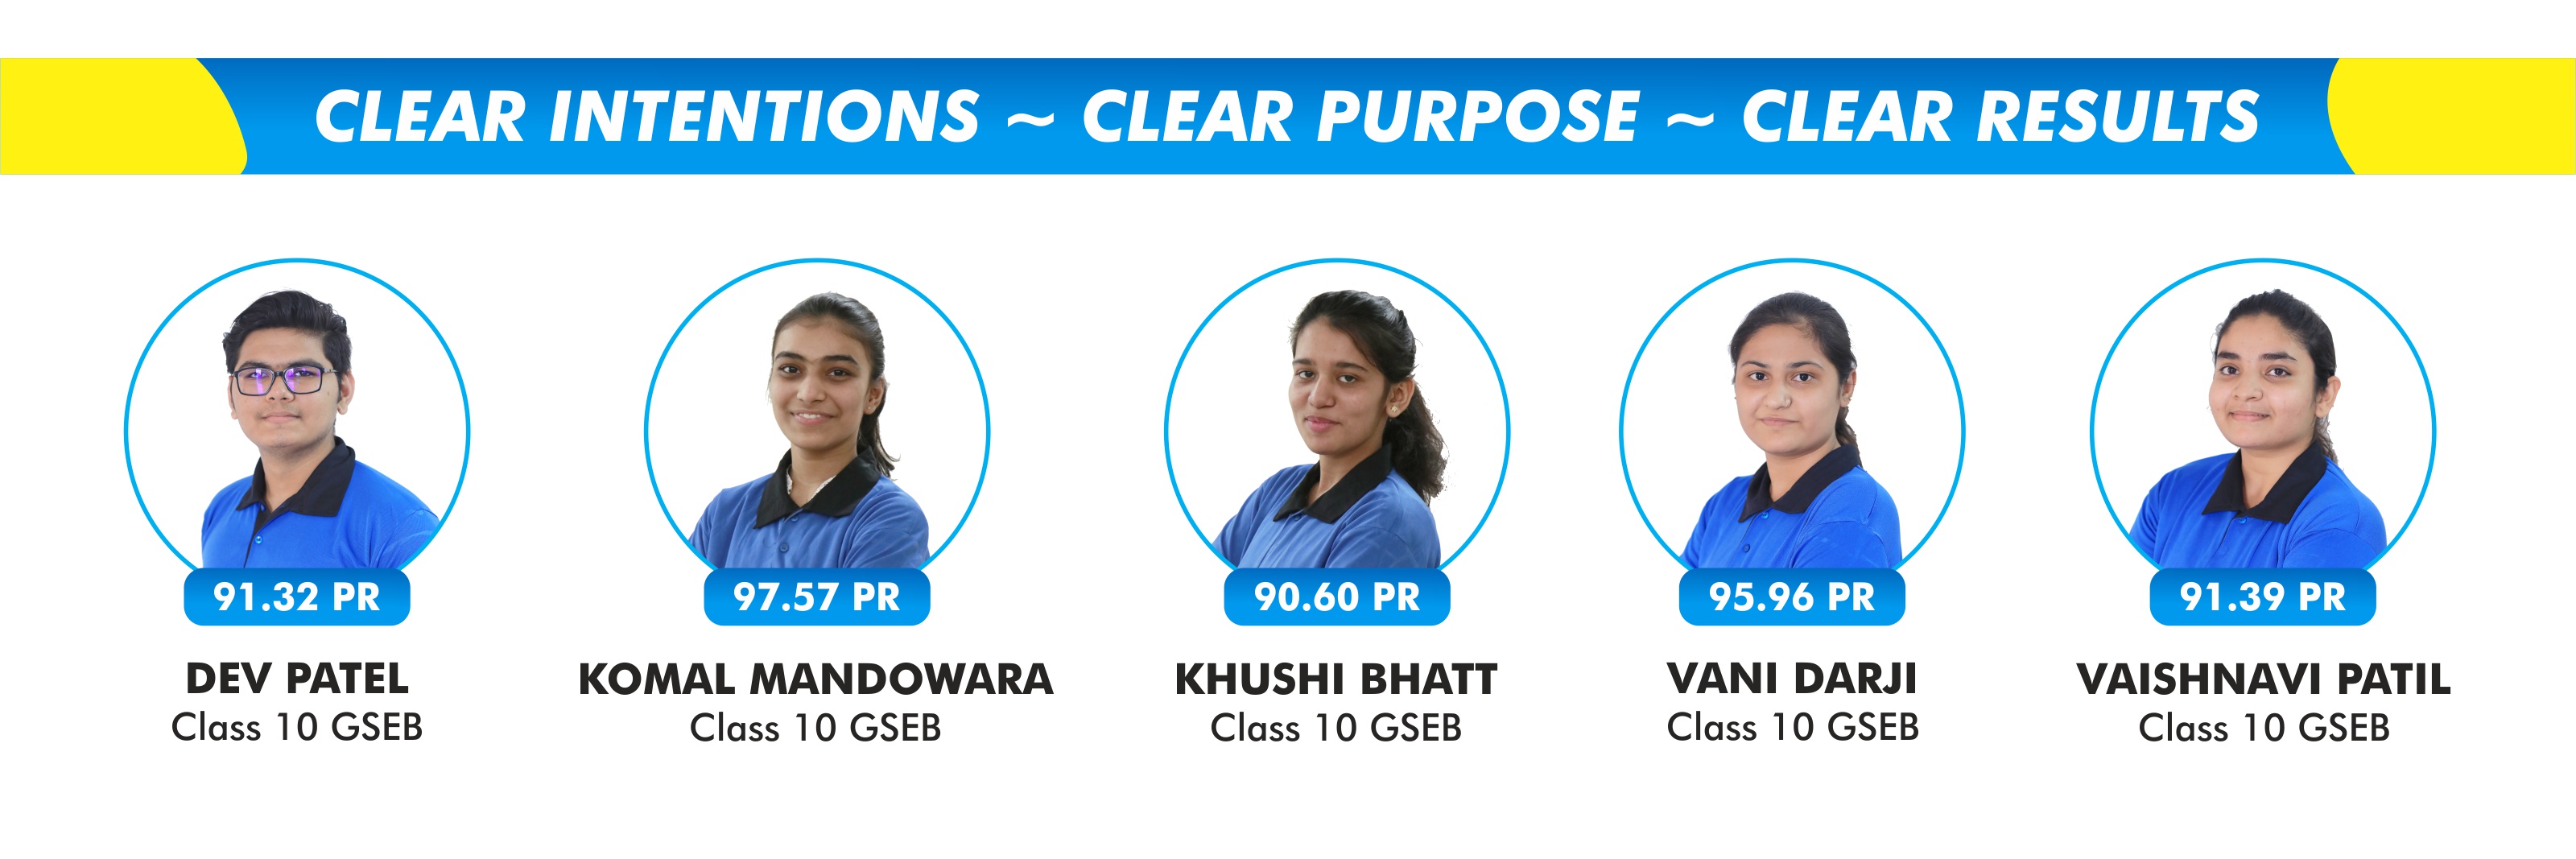 CLEAR INTENTIONS ~ CLEAR PURPOSE ~ CLEAR RESULTS
91.32 PR
DEV PATEL
Class 10 GSEB
97.57 PR
KOMAL MANDOWARA
Class 10 GSEB
90.60 PR
KHUSHI BHATT
Class 10 GSEB
95.96 PR
VANI DARJI
Class 10 GSEB
91.39 PR
VAISHNAVI PATIL
Class 10 GSEB